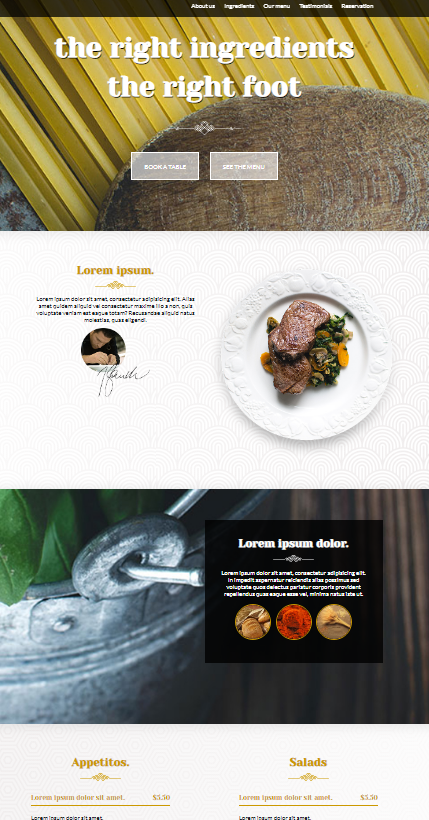 About us Ingredients Our menu Testimonials Reservation
the right ingredients
the right foot
BOOK A TABLE SEE THE MENU
Lorem ipsum.
Lorem ipsum dolor sit amet, consectetur adipisicing elit.
amet quidem aliquid vel consectetur maxime illo a non, quis
voluptate veniam est eaque totam? Recusandae aliquid natus
molestias, quas eligendi.
Lorem ipsum dolor.
Lorem ipsum dolor sit amet, consectetur adipisicing elit.
In impedit aspernatur reiciendis alias possimus sed
voluptate quos delectus pariatur corporis provident
repellendus quas eaque esse vel, minima natus iste ut.
Appetitos.
Lorem ipsum dolor sit amet. $5.50
Lorem ipsum dolor sit amet.
Salads
Lorem ipsum dolor sit amet. $5.50
Lorem ipsum dolor sit amet.